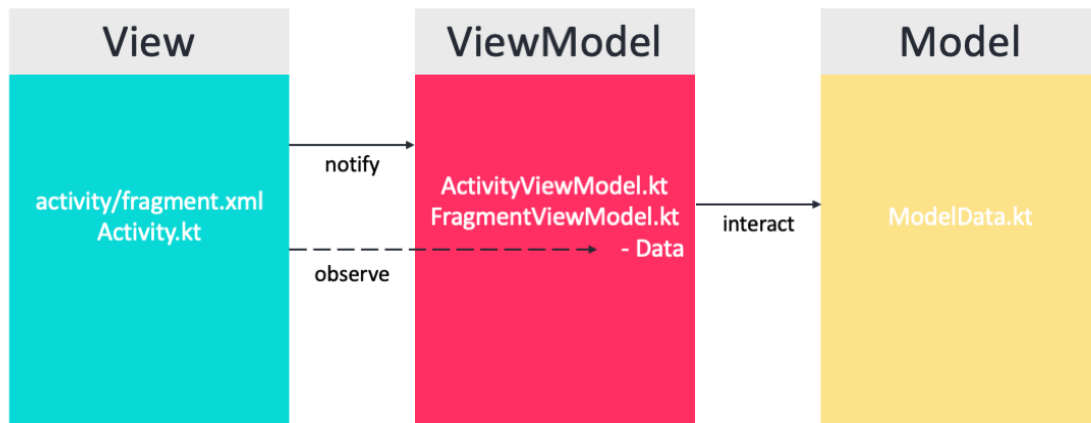 View
ViewModel
Model
activity/fragment.xml
Activity.kt
notify
observe
ActivityViewModel.kt
FragmentViewModel.kt
- Data
interact
ModelData.kt